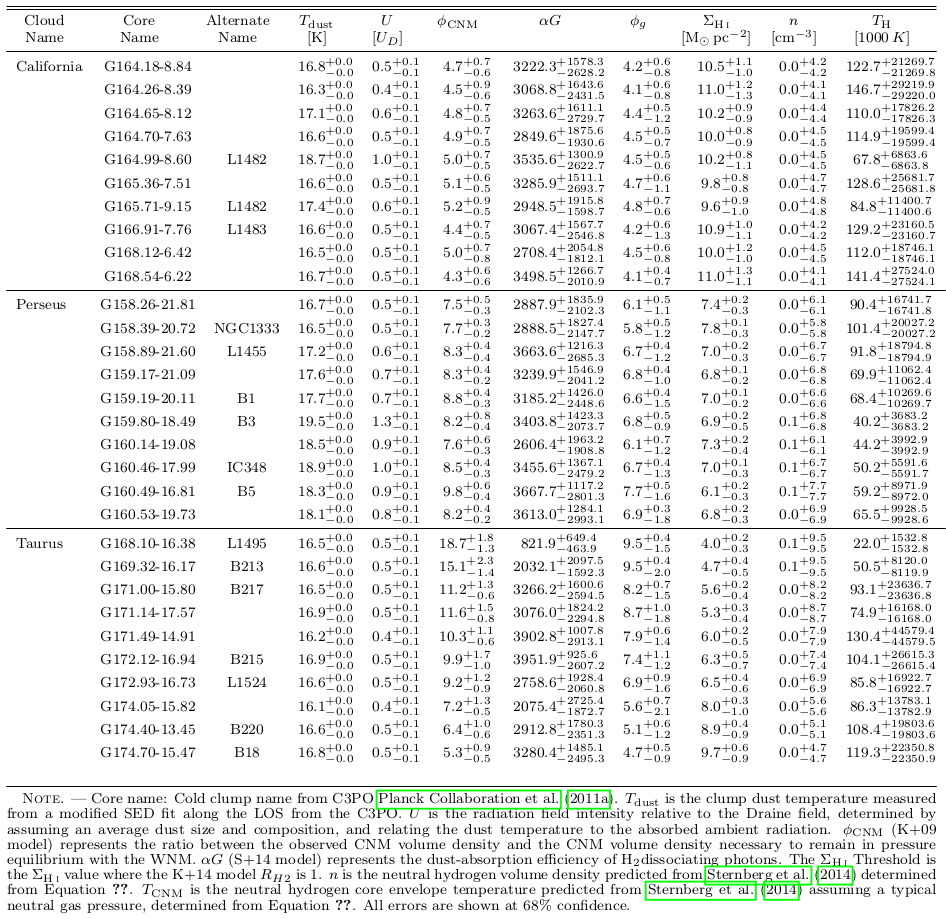 Cloud Core Alternate T_dust U ϕ_CNM αG ϕ_g Σ_H I n T_H
Name Name Name [K] [U_D] [M⊙ pc−2] [cm−3] [1000 K]
California G164.18-8.84 16.8+0.0−0.0 0.5+0.1−0.1 4.7+0.7−0.6 3222.3+1578.3−2628.2 4.2+0.6−0.8 10.5+1.1−1.0 0.0+4.2−4.2 122.7+21269.7−21269.8
G164.26-8.39 16.3+0.0−0.0 0.4+0.1−0.1 4.5+0.9−0.6 3068.8+1643.6−2431.5 4.1+0.6−0.8 11.0+1.2−1.3 0.0+4.1−4.1 146.7+29219.9−29220.0
G164.65-8.12 17.1+0.0−0.0 0.6+0.1−0.1 4.8+0.7−0.5 3263.6+1611.1−2729.7 4.4+0.4−1.2 10.2+0.9−0.9 0.0+4.4−4.4 110.0+17826.2−17826.3
G164.70-7.63 16.6+0.0−0.0 0.5+0.1−0.1 4.9+0.7−0.5 2849.6+1875.6−1930.6 4.5+0.5−0.7 10.0+0.8−0.9 0.0+4.5−4.5 114.9+19599.4−19599.4
G164.99-8.60 L1482 18.7+0.0−0.0 1.0+0.1−0.1 5.0+0.7−0.5 3535.6+1300.9−2622.7 4.5+0.5−0.6 10.2+0.8−1.1 0.0+4.5−4.5 67.8+6863.6−6863.8
G165.36-7.51 16.6+0.0−0.0 0.5+0.1−0.1 5.1+0.6−0.5 3285.9+1511.1−2693.7 4.7+0.6−1.1 9.8+0.8−0.8 0.0+4.7−4.7 128.6+25681.7−25681.8
G165.71-9.15 L1482 17.4+0.0−0.0 0.6+0.1−0.1 5.2+0.9−0.5 2948.5+1915.8−1598.7 4.8+0.7−0.6 9.6+0.9−1.0 0.0+4.8−4.8 84.8+11400.7−11400.6
G166.91-7.76 L1483 16.6+0.0−0.0 0.5+0.1−0.1 4.4+0.7−0.5 3067.4+1567.7−2546.8 4.2+0.6−1.3 10.9+1.0−1.1 0.0+4.2−4.2 129.2+23160.5−23160.7
G168.12-6.42 16.5+0.0−0.0 0.5+0.1−0.1 5.0+0.7−0.8 2708.4+2054.8−1812.1 4.5+0.6−0.8 10.0+1.2−1.0 0.0+4.5−4.5 112.0+18746.1−18746.1
G168.54-6.22 16.7+0.0−0.0 0.5+0.1−0.1 4.3+0.6−0.6 3498.5+1266.7−2010.9 4.1+0.4−0.7 11.0+1.3−1.1 0.0+4.1−4.1 141.4+27524.0−27524.1
Perseus G158.26-21.81 16.7+0.0−0.0 0.5+0.1−0.1 7.5+0.5−0.3 2887.9+1835.9−2102.3 6.1+0.5−1.1 7.4+0.2−0.3 0.0+6.1−6.1 90.4+16741.7−16741.8
G158.39-20.72 NGC1333 16.5+0.0−0.0 0.5+0.1−0.1 7.7+0.3−0.2 2888.5+1827.4−2147.7 5.8+0.5−1.2 7.8+0.1−0.3 0.0+5.8−5.8 101.4+20027.2−20027.2
G158.89-21.60 L1455 17.2+0.0−0.0 0.6+0.1−0.1 8.3+0.4−0.4 3663.6+1216.3−2685.3 6.7+0.4−1.2 7.0+0.2−0.3 0.0+6.7−6.7 91.8+18794.8−18794.9
G159.17-21.09 17.6+0.0−0.0 0.7+0.1−0.1 8.3+0.4−0.2 3239.9+1546.9−2041.2 6.8+0.4−1.0 6.8+0.1−0.2 0.0+6.8−6.8 69.9+11062.4−11062.4
G159.19-20.11 B1 17.7+0.0−0.0 0.7+0.1−0.1 8.8+0.4−0.3 3185.2+1426.0−2448.6 6.6+0.4−1.5 7.0+0.1−0.2 0.0+6.6−6.6 68.4+10269.6−10269.7
G159.80-18.49 B3 19.5+0.0−0.0 1.3+0.1−0.1 8.2+0.8−0.4 3403.8+1423.3−2073.7 6.8+0.5−0.9 6.9+0.2−0.5 0.1+6.8−6.8 40.2+3683.2−3683.2
G160.14-19.08 18.5+0.0−0.0 0.9+0.1−0.1 7.6+0.6−0.3 2606.4+1963.2−1908.8 6.1+0.7−1.2 7.3+0.2−0.4 0.1+6.1−6.1 44.2+3992.9−3992.9
G160.46-17.99 IC348 18.9+0.0−0.0 1.0+0.1−0.1 8.5+0.4−0.3 3455.6+1367.1−2479.2 6.7+0.4−1.3 7.0+0.1−0.3 0.1+6.7−6.7 50.2+5591.6−5591.7
G160.49-16.81 B5 18.3+0.0−0.0 0.9+0.1−0.1 9.8+0.6−0.4 3667.7+1117.2−2801.3 7.7+0.5−1.6 6.1+0.2−0.3 0.1+7.7−7.7 59.2+8971.9−8972.0
G160.53-19.73 18.1+0.0−0.0 0.8+0.1−0.1 8.2+0.4−0.2 3613.0+1284.1−2993.1 6.9+0.3−1.8 6.8+0.2−0.3 0.0+6.9−6.9 65.5+9928.5−9928.6
Taurus G168.10-16.38 L1495 16.5+0.0−0.0 0.5+0.1−0.1 18.7+1.8−1.3 821.9+649.4−463.9 9.5+0.4−1.5 4.0+0.2−0.3 0.1+9.5−9.5 22.0+1532.8−1532.8
G169.32-16.17 B213 16.6+0.0−0.0 0.5+0.1−0.1 15.1+2.3−1.4 2032.1+2097.5−1592.3 9.5+0.4−2.0 4.7+0.4−0.5 0.1+9.5−9.5 50.5+8120.0−8119.9
G171.00-15.80 B217 16.6+0.0−0.0 0.5+0.1−0.1 11.2+1.3−0.6 3266.2+1600.6−2594.5 8.2+0.7−1.5 5.6+0.2−0.4 0.0+8.2−8.2 93.1+23636.7−23636.8
G171.14-17.57 16.9+0.0−0.0 0.5+0.1−0.1 11.6+1.5−0.8 3076.0+1824.2−2294.8 8.7+1.0−1.8 5.3+0.3−0.4 0.0+8.7−8.7 74.9+16168.0−16168.0
G171.49-14.91 16.2+0.0−0.0 0.4+0.1−0.1 10.3+1.1−0.6 3902.8+1007.8−2913.1 7.9+0.6−1.4 6.0+0.2−0.5 0.0+7.9−7.9 130.4+44579.4−44579.5
G172.12-16.94 B215 16.9+0.0−0.0 0.5+0.1−0.1 9.9+1.7−1.0 3951.9+925.6−2607.2 7.4+1.1−1.2 6.3+0.5−0.7 0.0+7.4−7.4 104.1+26615.3−26615.4
G172.93-16.73 L1524 16.6+0.0−0.0 0.5+0.1−0.1 9.2+1.2−0.9 2758.6+1928.4−2060.8 6.9+0.9−1.6 6.5+0.4−0.6 0.0+6.9−6.9 85.8+16922.7−16922.7
G174.05-15.82 16.1+0.0−0.0 0.4+0.1−0.1 7.2+1.3−0.5 2075.4+2725.4−1872.7 5.6+0.7−2.1 8.0+0.3−1.0 0.0+5.6−5.6 86.3+13783.1−13782.9
G174.40-13.45 B220 16.6+0.0−0.0 0.5+0.1−0.1 6.4+1.0−0.6 2912.8+1780.3−2351.3 5.1+0.6−1.2 8.9+0.4−0.9 0.0+5.1−5.1 108.4+19803.6−19803.6
G174.70-15.47 B18 16.8+0.0−0.0 0.5+0.1−0.1 5.3+0.9−0.5 3280.4+1485.1−2495.3 4.7+0.5−0.9 9.7+0.6−0.9 0.0+4.7−4.7 119.3+22350.8−22350.9
Note. — Core name: Cold clump name from C3PO Planck Collaboration et al. (2011a). T_dust is the clump dust temperature measured
from a modified SED fit along the LOS from the C3PO. U is the radiation field intensity relative to the Draine field, determined by
assuming an average dust size and composition, and relating the dust temperature to the absorbed ambient radiation. ϕ_CNM (K+09
model) represents the ratio between the observed CNM volume density and the CNM volume density necessary to remain in pressure
equilibrium with the WNM. αG (S+14 model) represents the dust-absorption efficiency of H2dissociating photons. The Σ_H I Threshold is
the Σ_H I value where the K+14 model R_H2 is 1. n is the neutral hydrogen volume density predicted from Sternberg et al. (2014) determined
from Equation ??. T_CNM is the neutral hydrogen core envelope temperature predicted from Sternberg et al. (2014) assuming a typical
neutral gas pressure, determined from Equation ??. All errors are shown at 68% confidence.